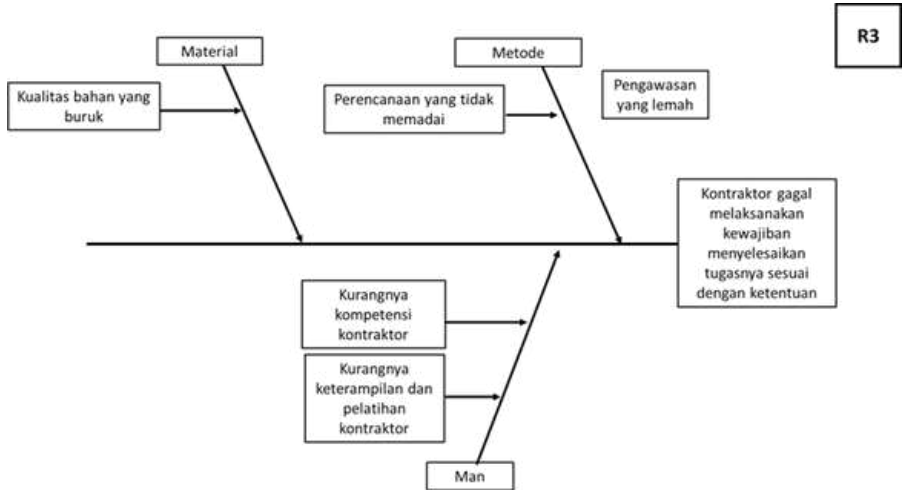 R3
Material
Metode
Kualitas bahan yang
buruk
Perencanaan yang tidak
memadai
Pengawasan
yang lemah
Kontraktor gagal
melaksanakan
kewajiban
menyelesaikan
tugasnya sesuai
dengan ketentuan
Kurangnya
kompetensi
kontraktor
Kurangnya
keterampilan dan
pelatihan
kontraktor
Man